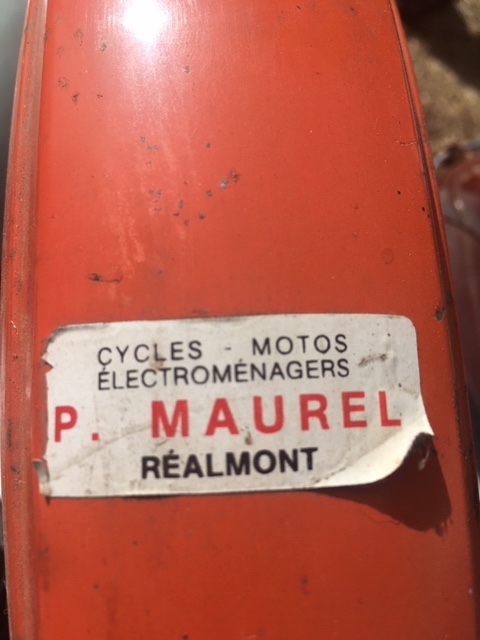 CYCLES - MOTOS
ÉLECTROMÉNAGERS
P. MAUREL
RÉALMONT